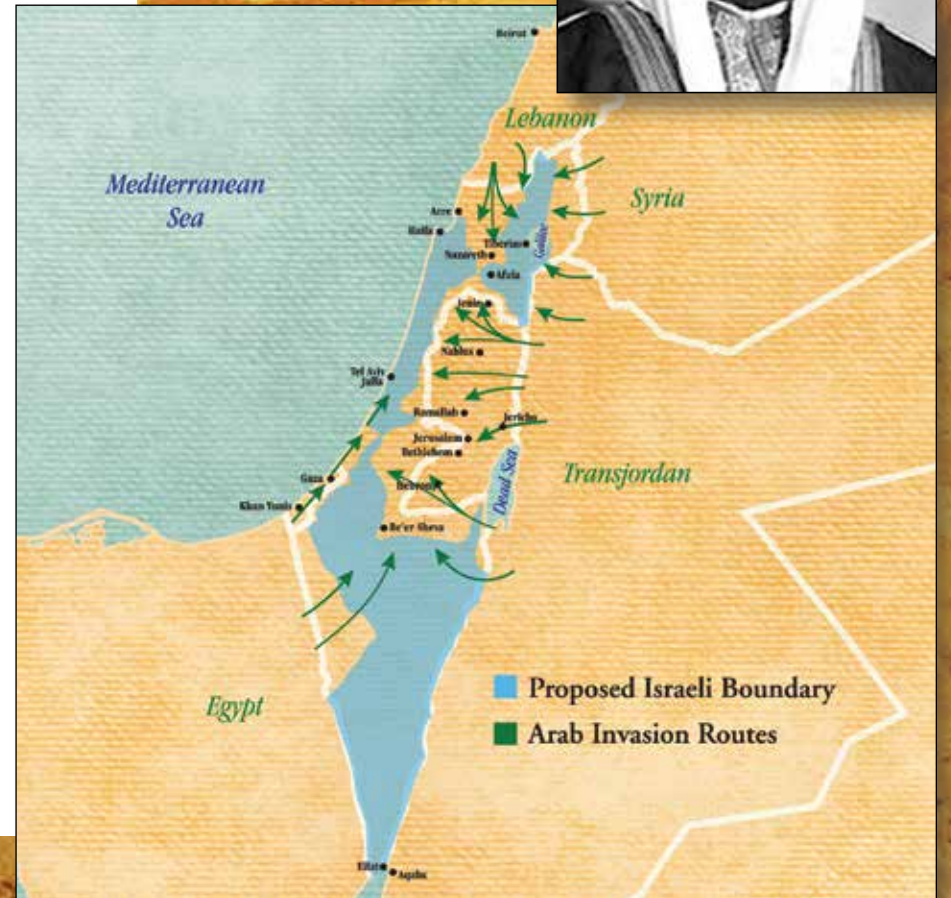 Beirut
Lebanon
Mediterranean
Sea
Syria
Acre
Haifa
Tiberias
Galilee
Nazareth
Afula
Jenin
Nablus
Tel Aviv
Jaffa
Ramallah
Jericho
Jerusalem
Bethlehem
Transjordan
Gaza
Hebron
Dead Sea
Khan Yunis
Be'er Sheva
Proposed Israeli Boundary
Egypt
Arab Invasion Routes
Eilat
Aqaba